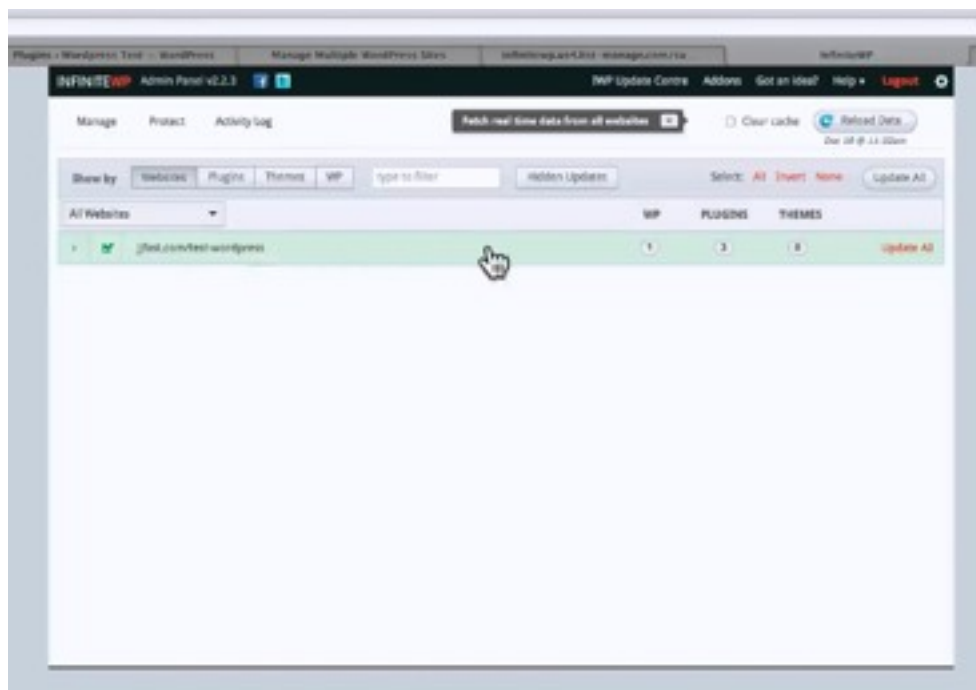 Plugins ‹ Wordpress Test — WordPress
Manage Multiple WordPress Sites
InfiniteWP
INFINITEWP Admin Panel v2.2.3
IWP Update Centre Addons Got an idea? Help Logout
Manage Protect Activity Log
Fetch real time data from all websites
Clear cache Reload Data
Show by Websites Plugins Themes WP type to filter Hidden Updates Select: All Invert None Update All
All Websites WP PLUGINS THEMES
1 3 Update All